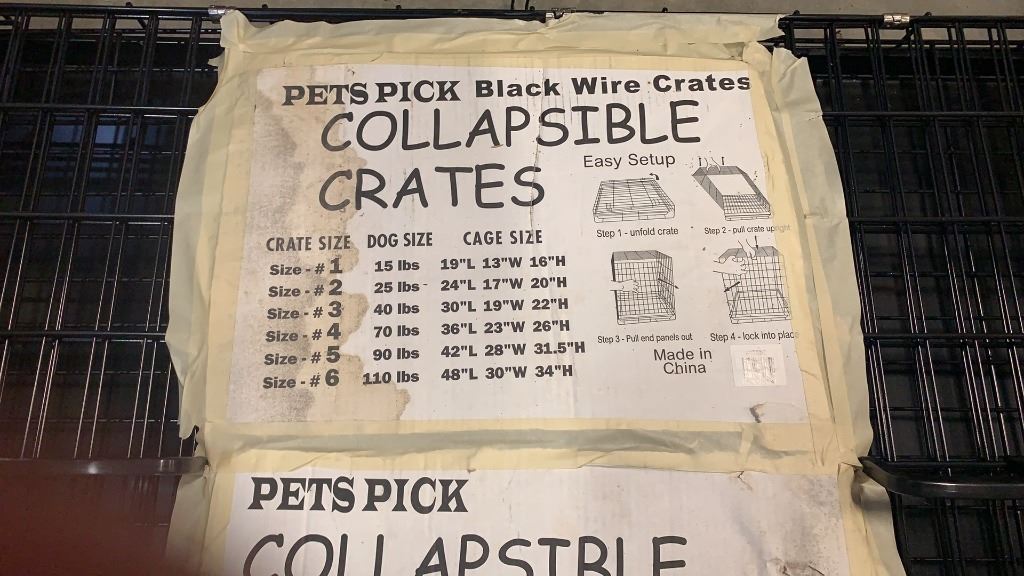 PETS PICK Black Wire Crates
COLLAPSIBLE
CRATES
Easy Setup
Step 1 - unfold crate
Step 2 - pull crate upright
Step 3 - Pull end panels out
Step 4 - lock into place
Made in
China
CRATE SIZE DOG SIZE CAGE SIZE
Size - # 1 15 lbs 19"L 13"W 16"H
Size - # 2 25 lbs 24"L 17"W 20"H
Size - # 3 40 lbs 30"L 19"W 22"H
Size - # 4 70 lbs 36"L 23"W 26"H
Size - # 5 90 lbs 42"L 28"W 31.5"H
Size - # 6 110 lbs 48"L 30"W 34"H
PETS PICK
COLLAPSIBLE